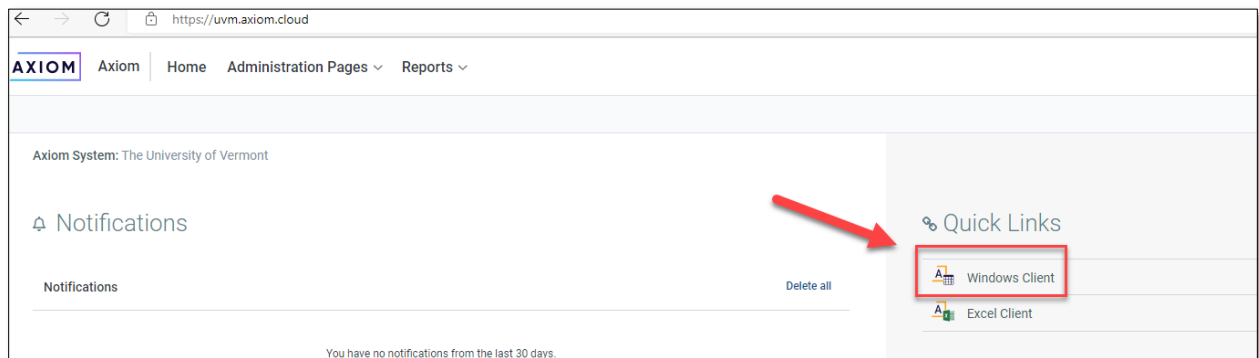 https://uvm.axiom.cloud
AXIOM Axiom Home Administration Pages Reports
Axiom System: The University of Vermont
Notifications
Quick Links
Notifications Delete all
Windows Client
Excel Client
You have no notifications from the last 30 days.